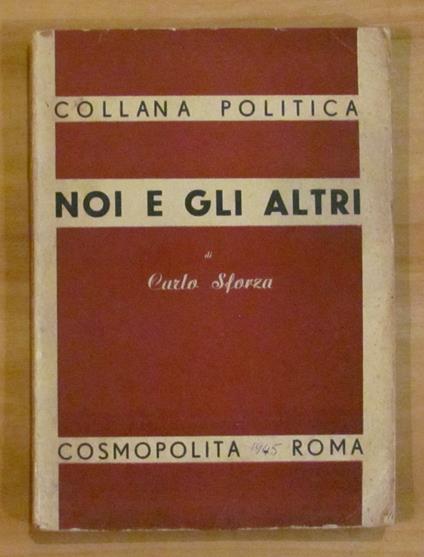 COLLANA POLITICA
NOI E GLI ALTRI
di
Carlo Sforza
COSMOPOLITA 1945 ROMA